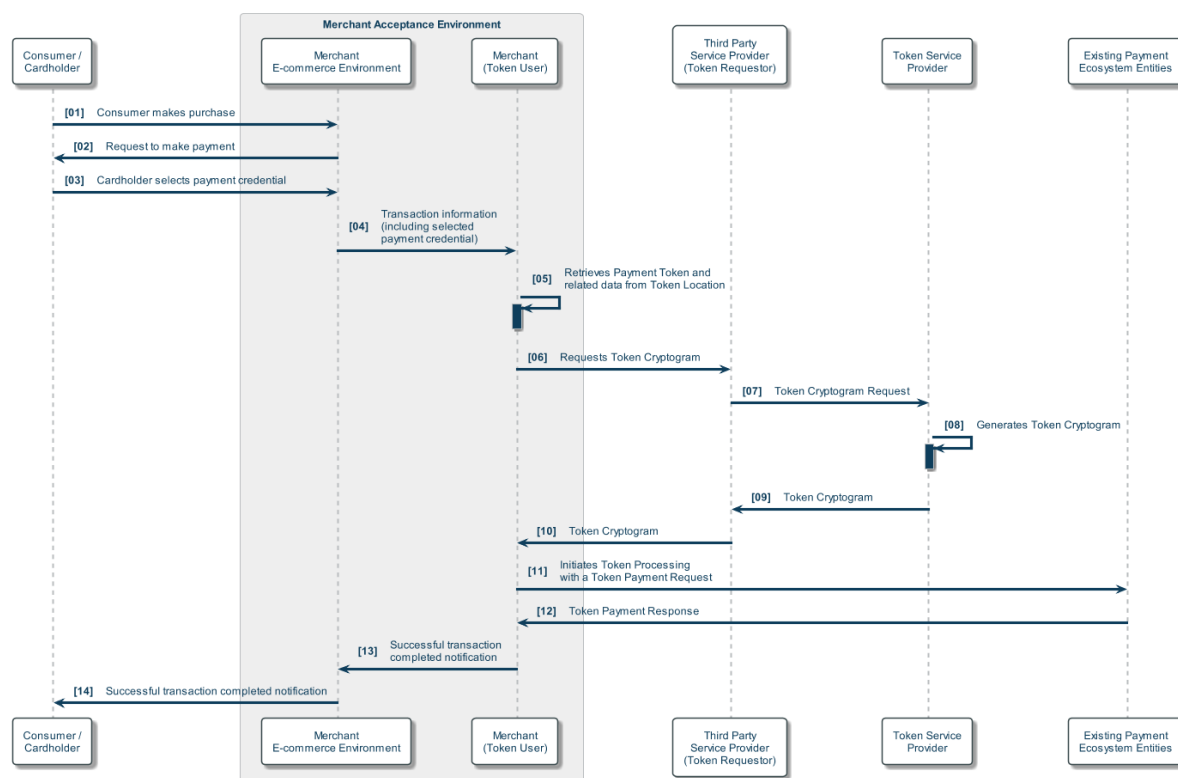 Merchant Acceptance Environment
Consumer /
Cardholder
Merchant
E-commerce Environment
Merchant
(Token User)
Third Party
Service Provider
(Token Requestor)
Token Service
Provider
Existing Payment
Ecosystem Entities
[01] Consumer makes purchase
[02] Request to make payment
[03] Cardholder selects payment credential
Transaction information
[04] (including selected
payment credential)
[05] Retrieves Payment Token and
related data from Token Location
[06] Requests Token Cryptogram
[07] Token Cryptogram Request
[08] Generates Token Cryptogram
[09] Token Cryptogram
[10] Token Cryptogram
[11] Initiates Token Processing
with a Token Payment Request
[12] Token Payment Response
[13] Successful transaction
completed notification
[14] Successful transaction completed notification
Consumer /
Cardholder
Merchant
E-commerce Environment
Merchant
(Token User)
Third Party
Service Provider
(Token Requestor)
Token Service
Provider
Existing Payment
Ecosystem Entities